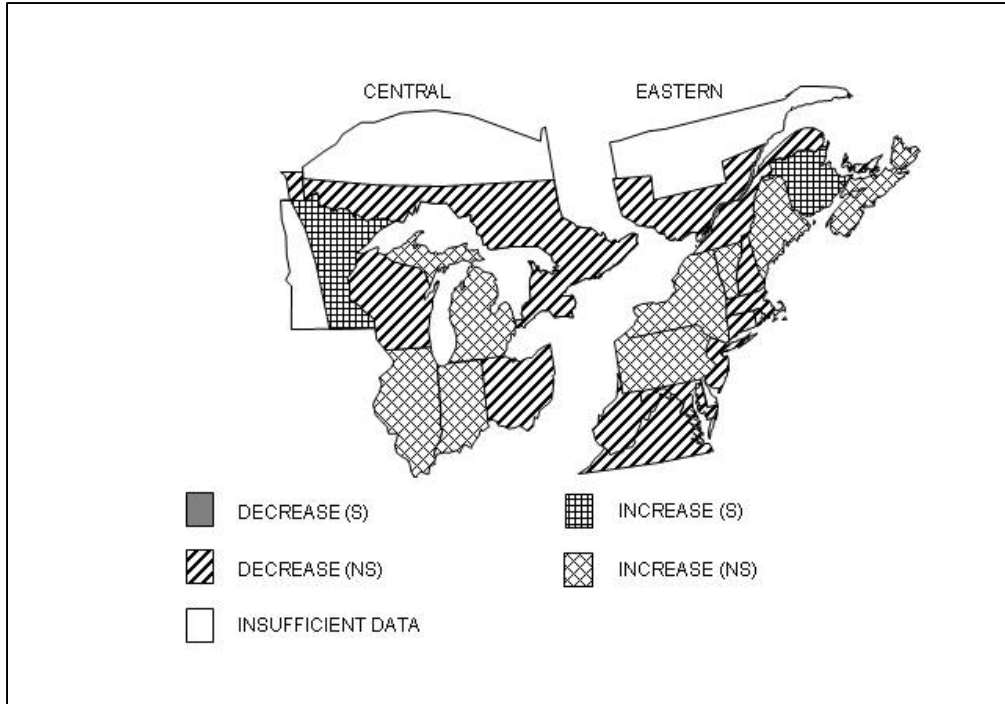 CENTRAL
EASTERN
DECREASE (S)
INCREASE (S)
DECREASE (NS)
INCREASE (NS)
INSUFFICIENT DATA